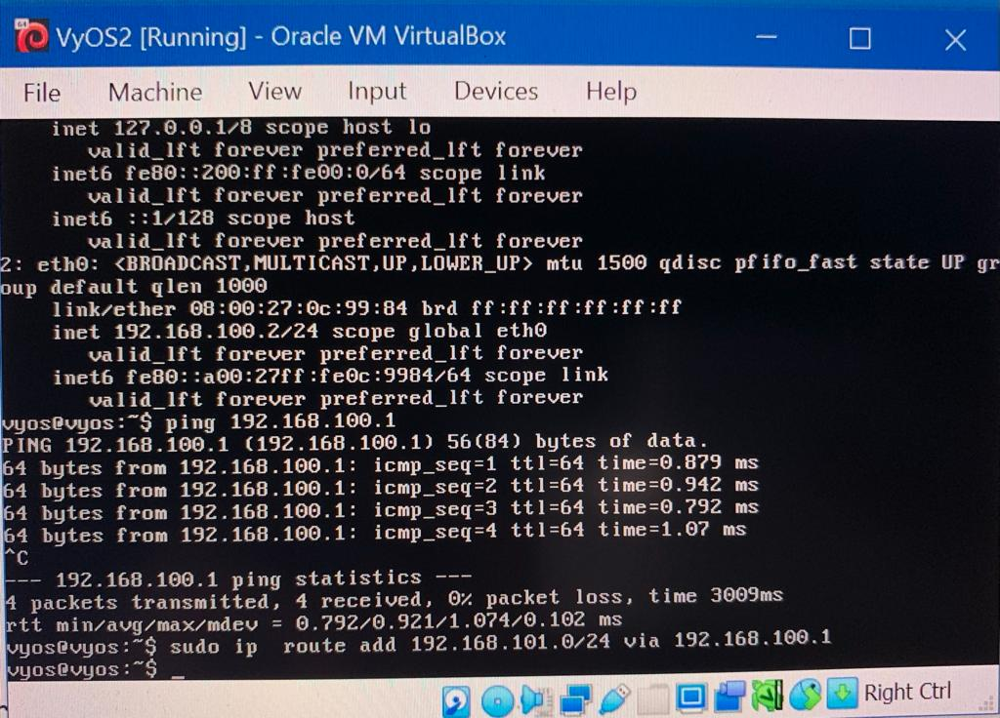 64
VyOS2 [Running] - Oracle VM VirtualBox
File Machine View Input Devices Help
inet 127.0.0.1/8 scope host lo
valid_lft forever preferred_lft forever
inet6 fe80::200:ff:fe00:0/64 scope link
valid_lft forever preferred_lft forever
inet6 ::1/128 scope host
valid_lft forever preferred_lft forever
2: eth0: <BROADCAST,MULTICAST,UP,LOWER_UP> mtu 1500 qdisc pfifo_fast state UP gr
oup default qlen 1000
link/ether 08:00:27:0c:99:84 brd ff:ff:ff:ff:ff:ff
inet 192.168.100.2/24 scope global eth0
valid_lft forever preferred_lft forever
inet6 fe80::a00:27ff:fe0c:9984/64 scope link
valid_lft forever preferred_lft forever
vyos@vyos:~$ ping 192.168.100.1
PING 192.168.100.1 (192.168.100.1) 56(84) bytes of data.
64 bytes from 192.168.100.1: icmp_seq=1 ttl=64 time=0.879 ms
64 bytes from 192.168.100.1: icmp_seq=2 ttl=64 time=0.942 ms
64 bytes from 192.168.100.1: icmp_seq=3 ttl=64 time=0.792 ms
64 bytes from 192.168.100.1: icmp_seq=4 ttl=64 time=1.07 ms
^C
--- 192.168.100.1 ping statistics ---
4 packets transmitted, 4 received, 0% packet loss, time 3009ms
rtt min/avg/max/mdev = 0.792/0.921/1.074/0.102 ms
vyos@vyos:~$ sudo ip  route add 192.168.101.0/24 via 192.168.100.1
vyos@vyos:~$ _
Right Ctrl